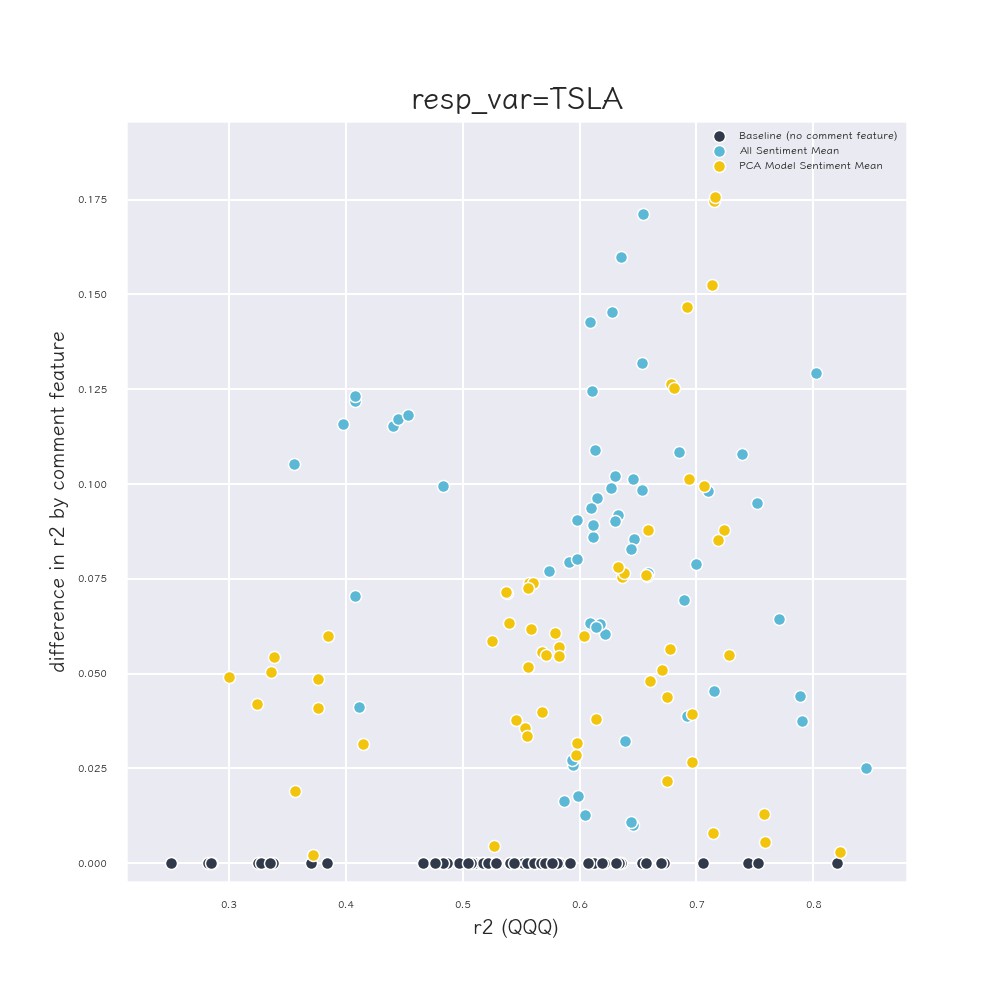 resp_var=TSLA
Baseline (no comment feature)
All Sentiment Mean
PCA Model Sentiment Mean
difference in r2 by comment feature
0.175
0.150
0.125
0.100
0.075
0.050
0.025
0.000
0.3 0.4 0.5 0.6 0.7 0.8
r2 (QQQ)